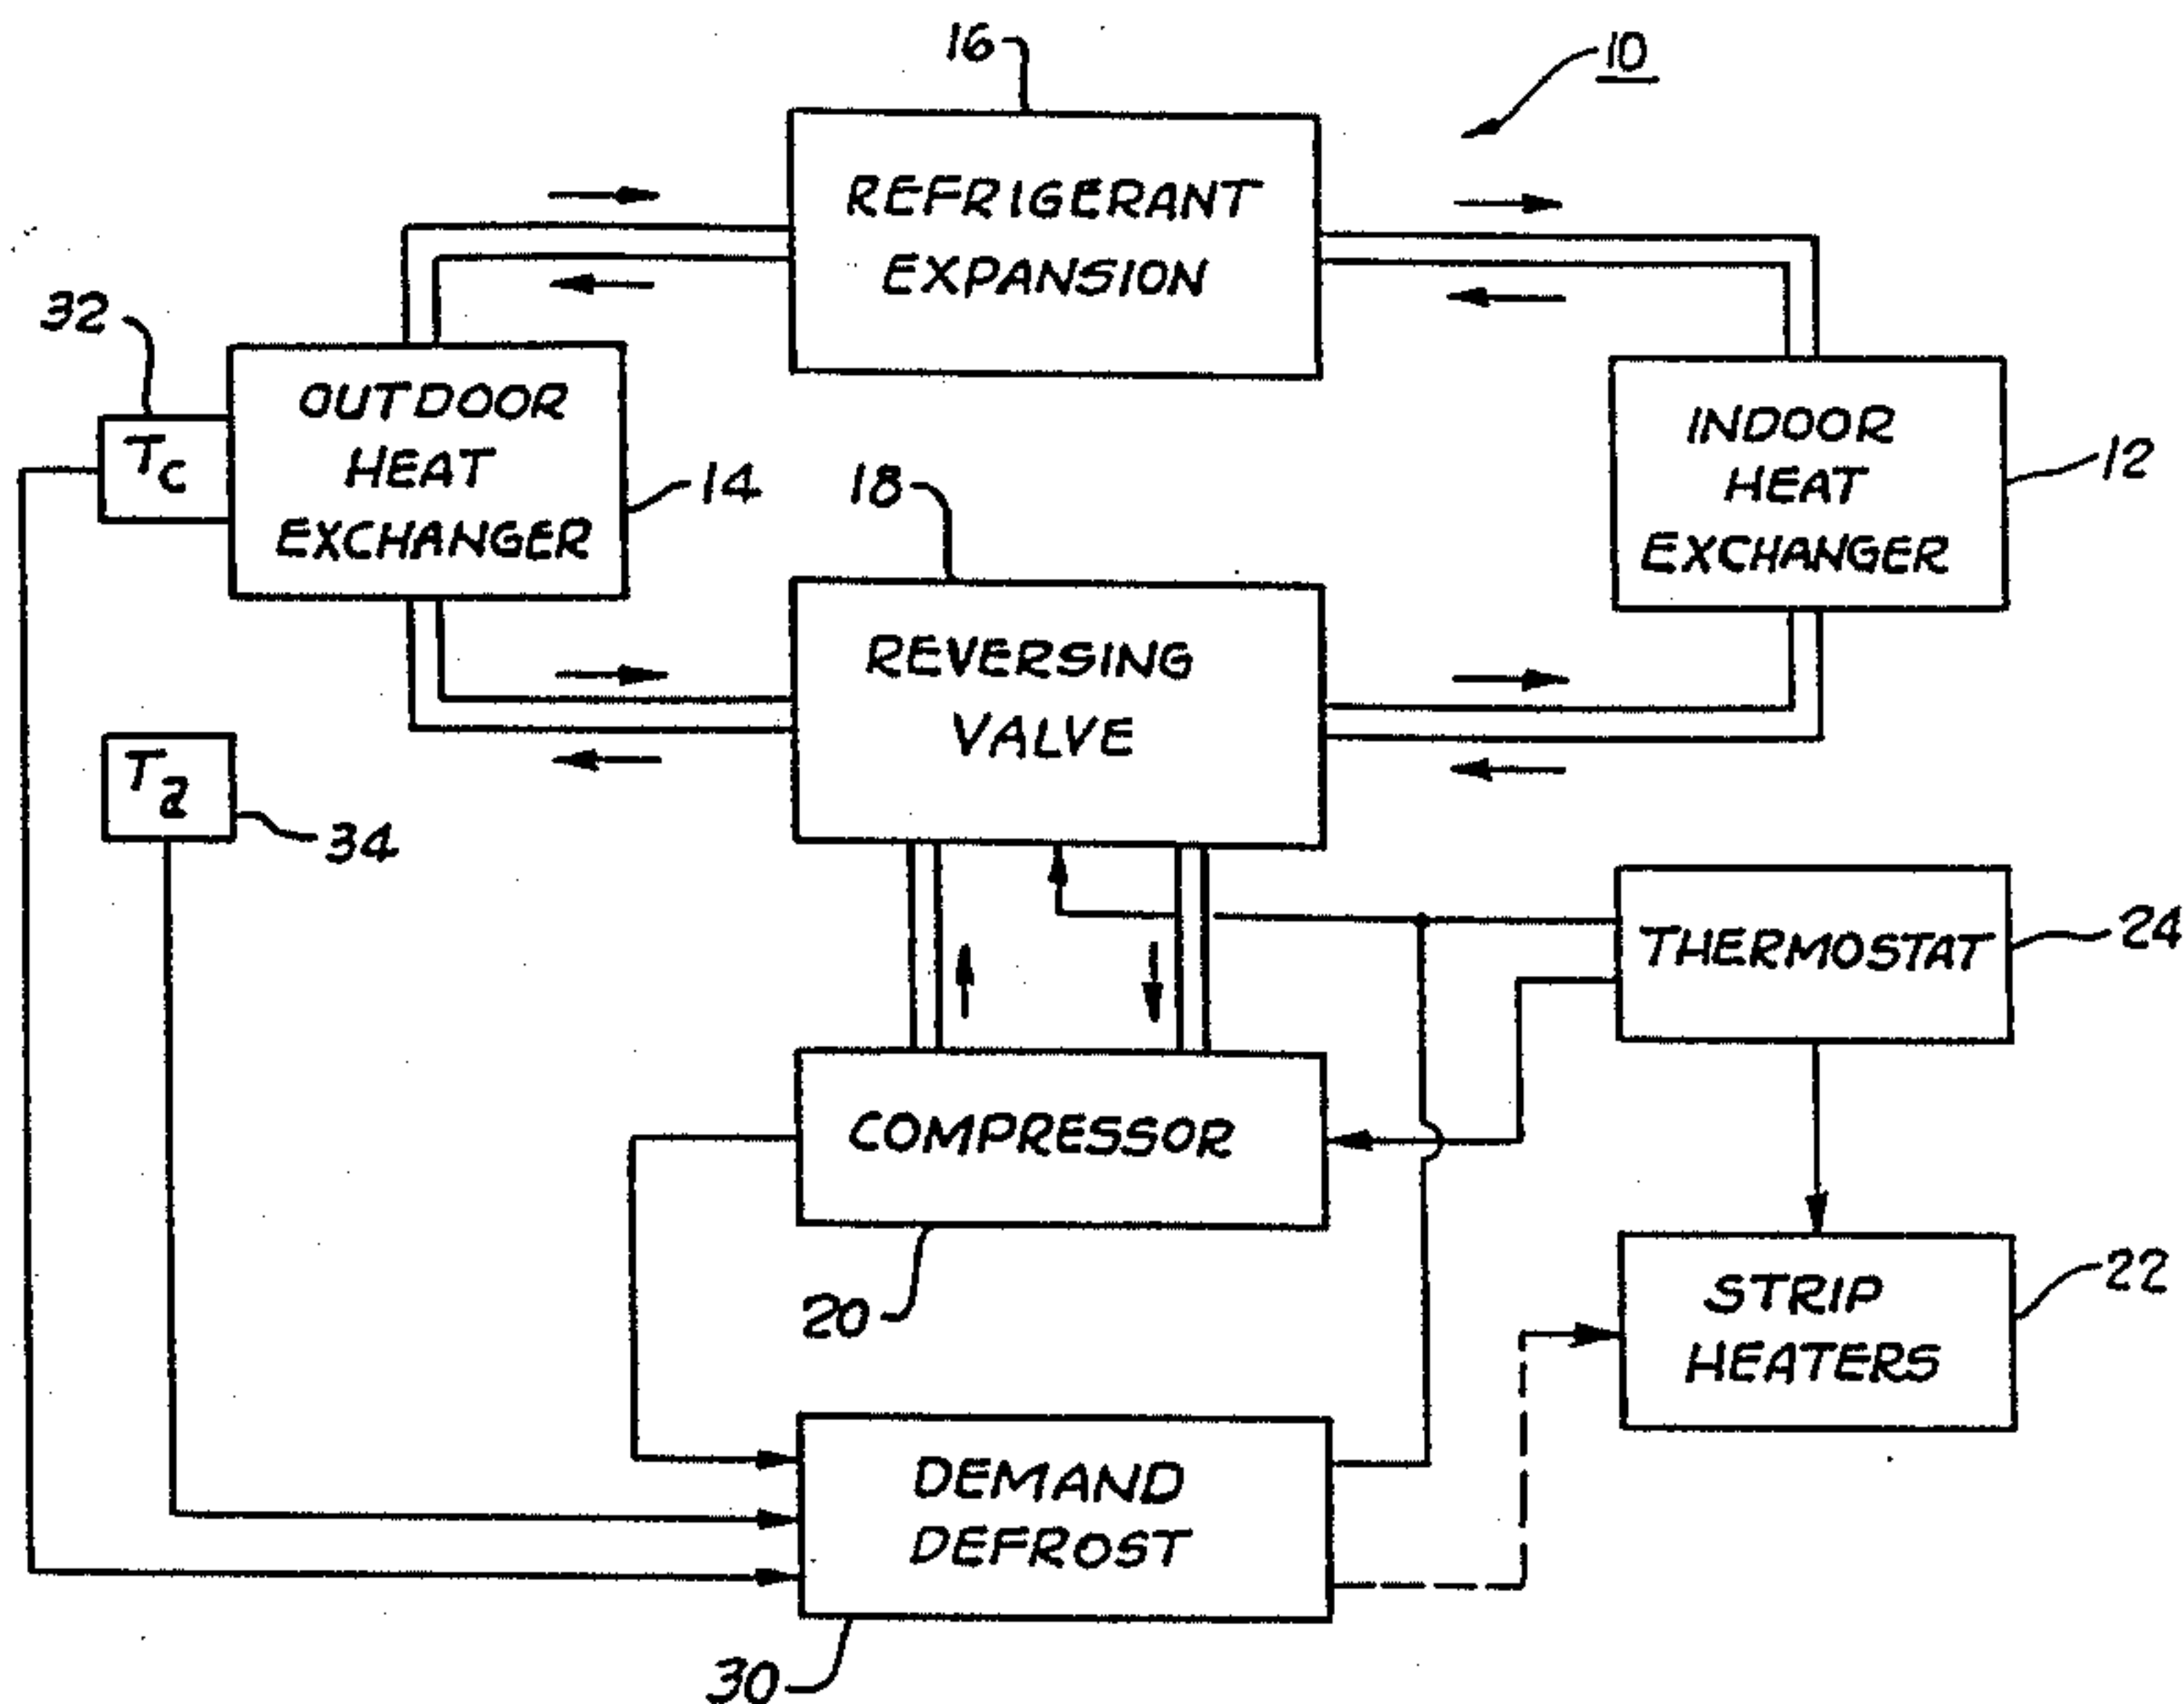 16
10
REFRIGERANT
EXPANSION
32
Tc
OUTDOOR
HEAT
EXCHANGER
14
18
INDOOR
HEAT
EXCHANGER
12
REVERSING
VALVE
Ta
34
THERMOSTAT
24
COMPRESSOR
20
STRIP
HEATERS
22
DEMAND
DEFROST
30